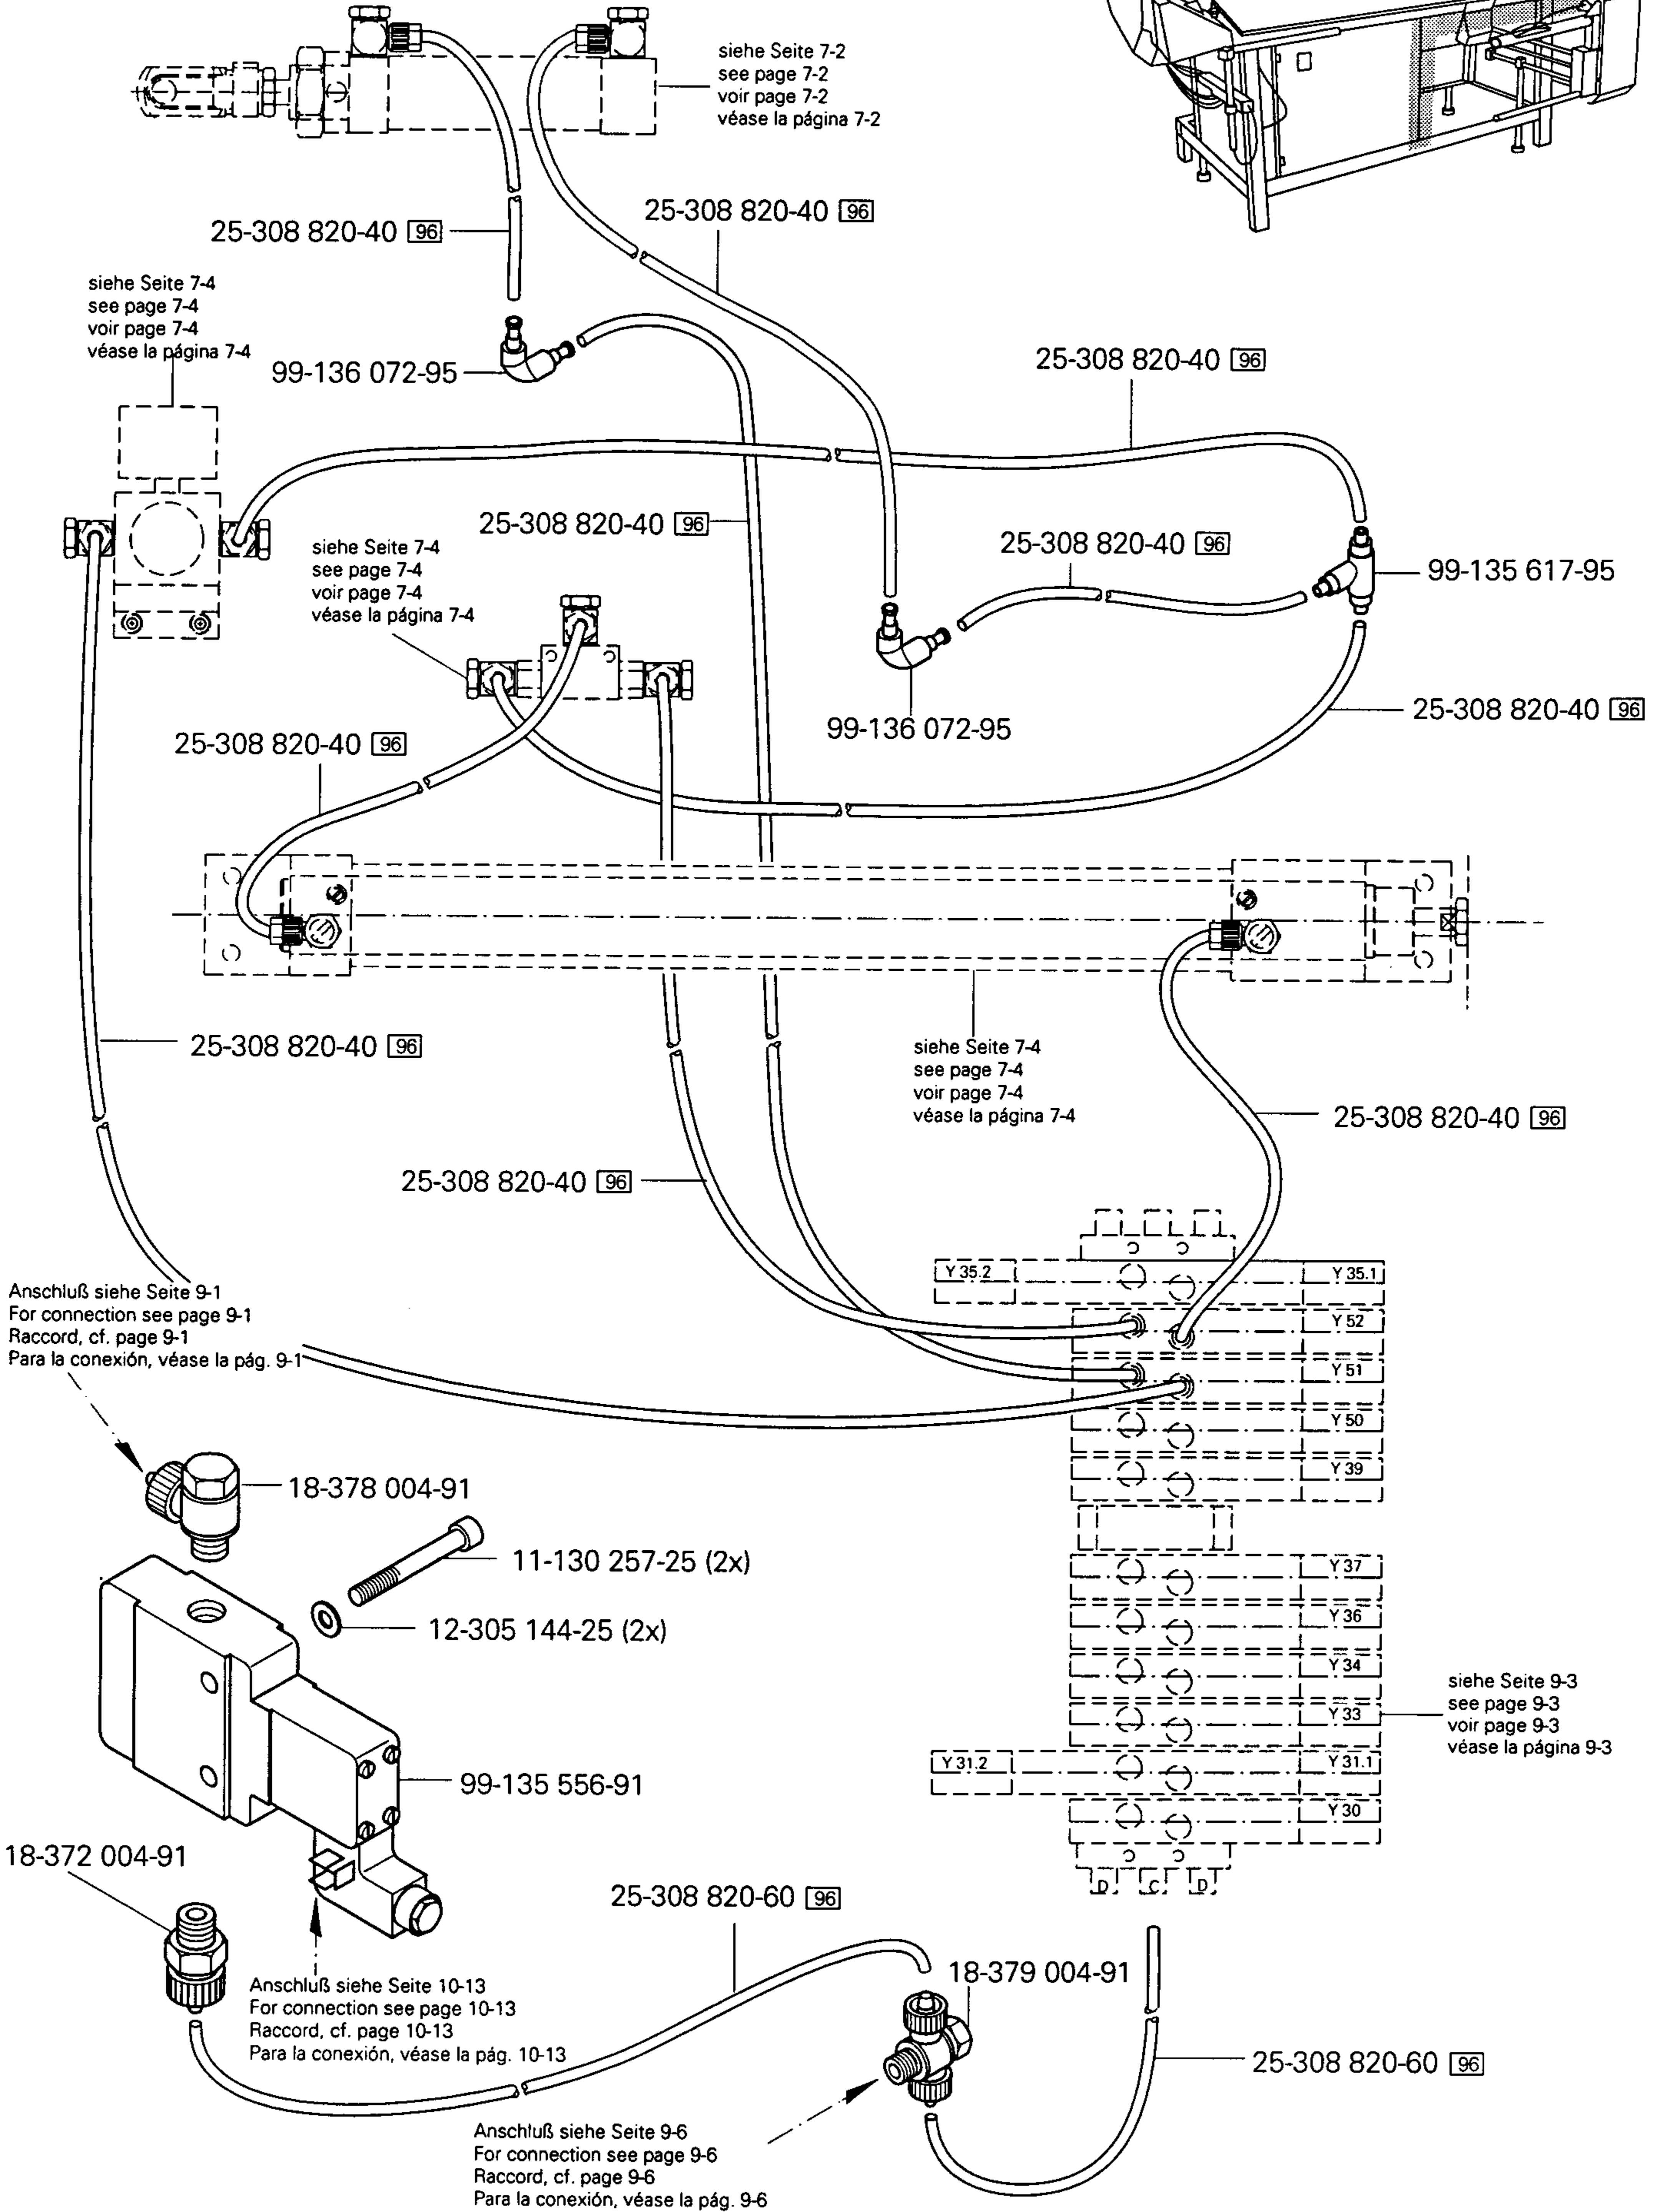 siehe Seite 7-2
see page 7-2
voir page 7-2
véase la página 7-2
25-308 820-40 96
25-308 820-40 96
siehe Seite 7-4
see page 7-4
voir page 7-4
véase la página 7-4
99-136 072-95
25-308 820-40 96
25-308 820-40 96
siehe Seite 7-4
see page 7-4
voir page 7-4
véase la página 7-4
25-308 820-40 96
99-135 617-95
99-136 072-95
25-308 820-40 96
25-308 820-40 96
25-308 820-40 96
siehe Seite 7-4
see page 7-4
voir page 7-4
véase la página 7-4
25-308 820-40 96
25-308 820-40 96
Anschluß siehe Seite 9-1
For connection see page 9-1
Raccord, cf. page 9-1
Para la conexión, véase la pág. 9-1
Y 35.2
Y 35.1
Y 52
Y 51
Y 50
Y 39
18-378 004-91
11-130 257-25 (2x)
12-305 144-25 (2x)
Y 37
Y 36
Y 34
Y 33
siehe Seite 9-3
see page 9-3
voir page 9-3
véase la página 9-3
Y 31.2
Y 31.1
Y 30
99-135 556-91
18-372 004-91
D C D
25-308 820-60 96
18-379 004-91
Anschluß siehe Seite 10-13
For connection see page 10-13
Raccord, cf. page 10-13
Para la conexión, véase la pág. 10-13
25-308 820-60 96
Anschluß siehe Seite 9-6
For connection see page 9-6
Raccord, cf. page 9-6
Para la conexión, véase la pág. 9-6